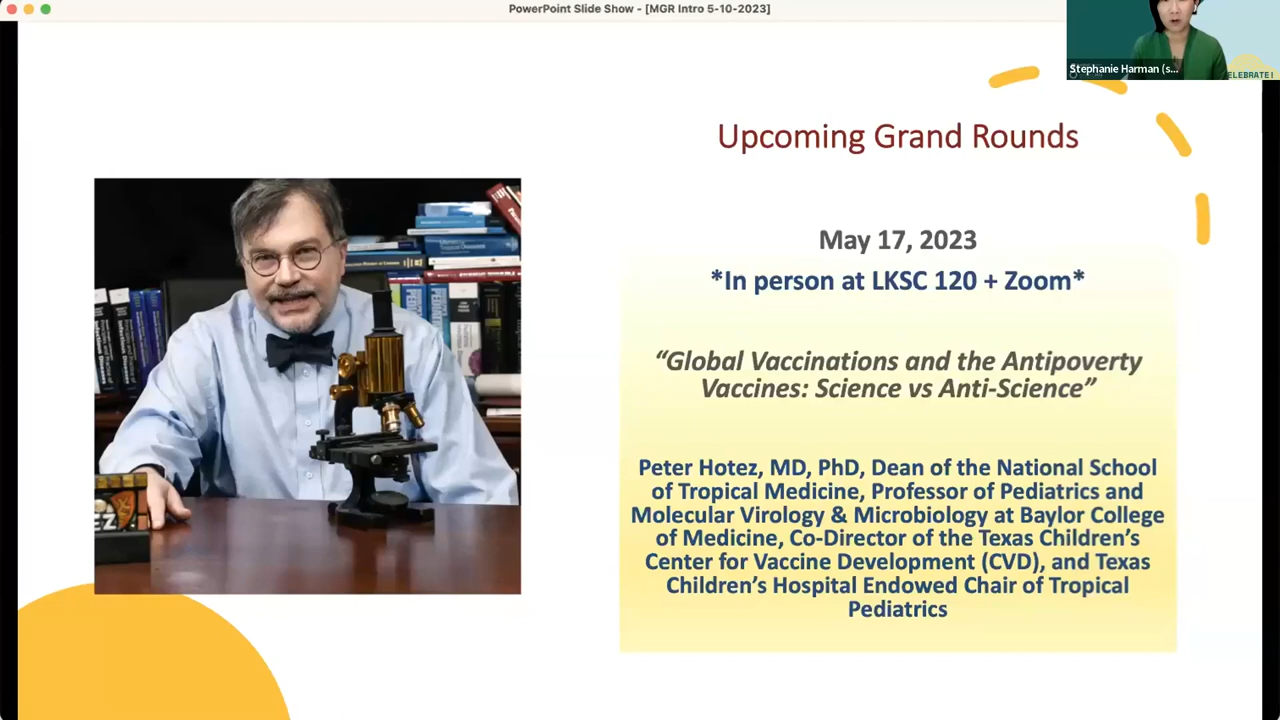 PowerPoint Slide Show - [MGR Intro 5-10-2023]
Stephanie Harman (s...
ELEBRATE!
Upcoming Grand Rounds
May 17, 2023
*In person at LKSC 120 + Zoom*
“Global Vaccinations and the Antipoverty
Vaccines: Science vs Anti-Science”
Peter Hotez, MD, PhD, Dean of the National School
of Tropical Medicine, Professor of Pediatrics and
Molecular Virology & Microbiology at Baylor College
of Medicine, Co-Director of the Texas Children’s
Center for Vaccine Development (CVD), and Texas
Children’s Hospital Endowed Chair of Tropical
Pediatrics